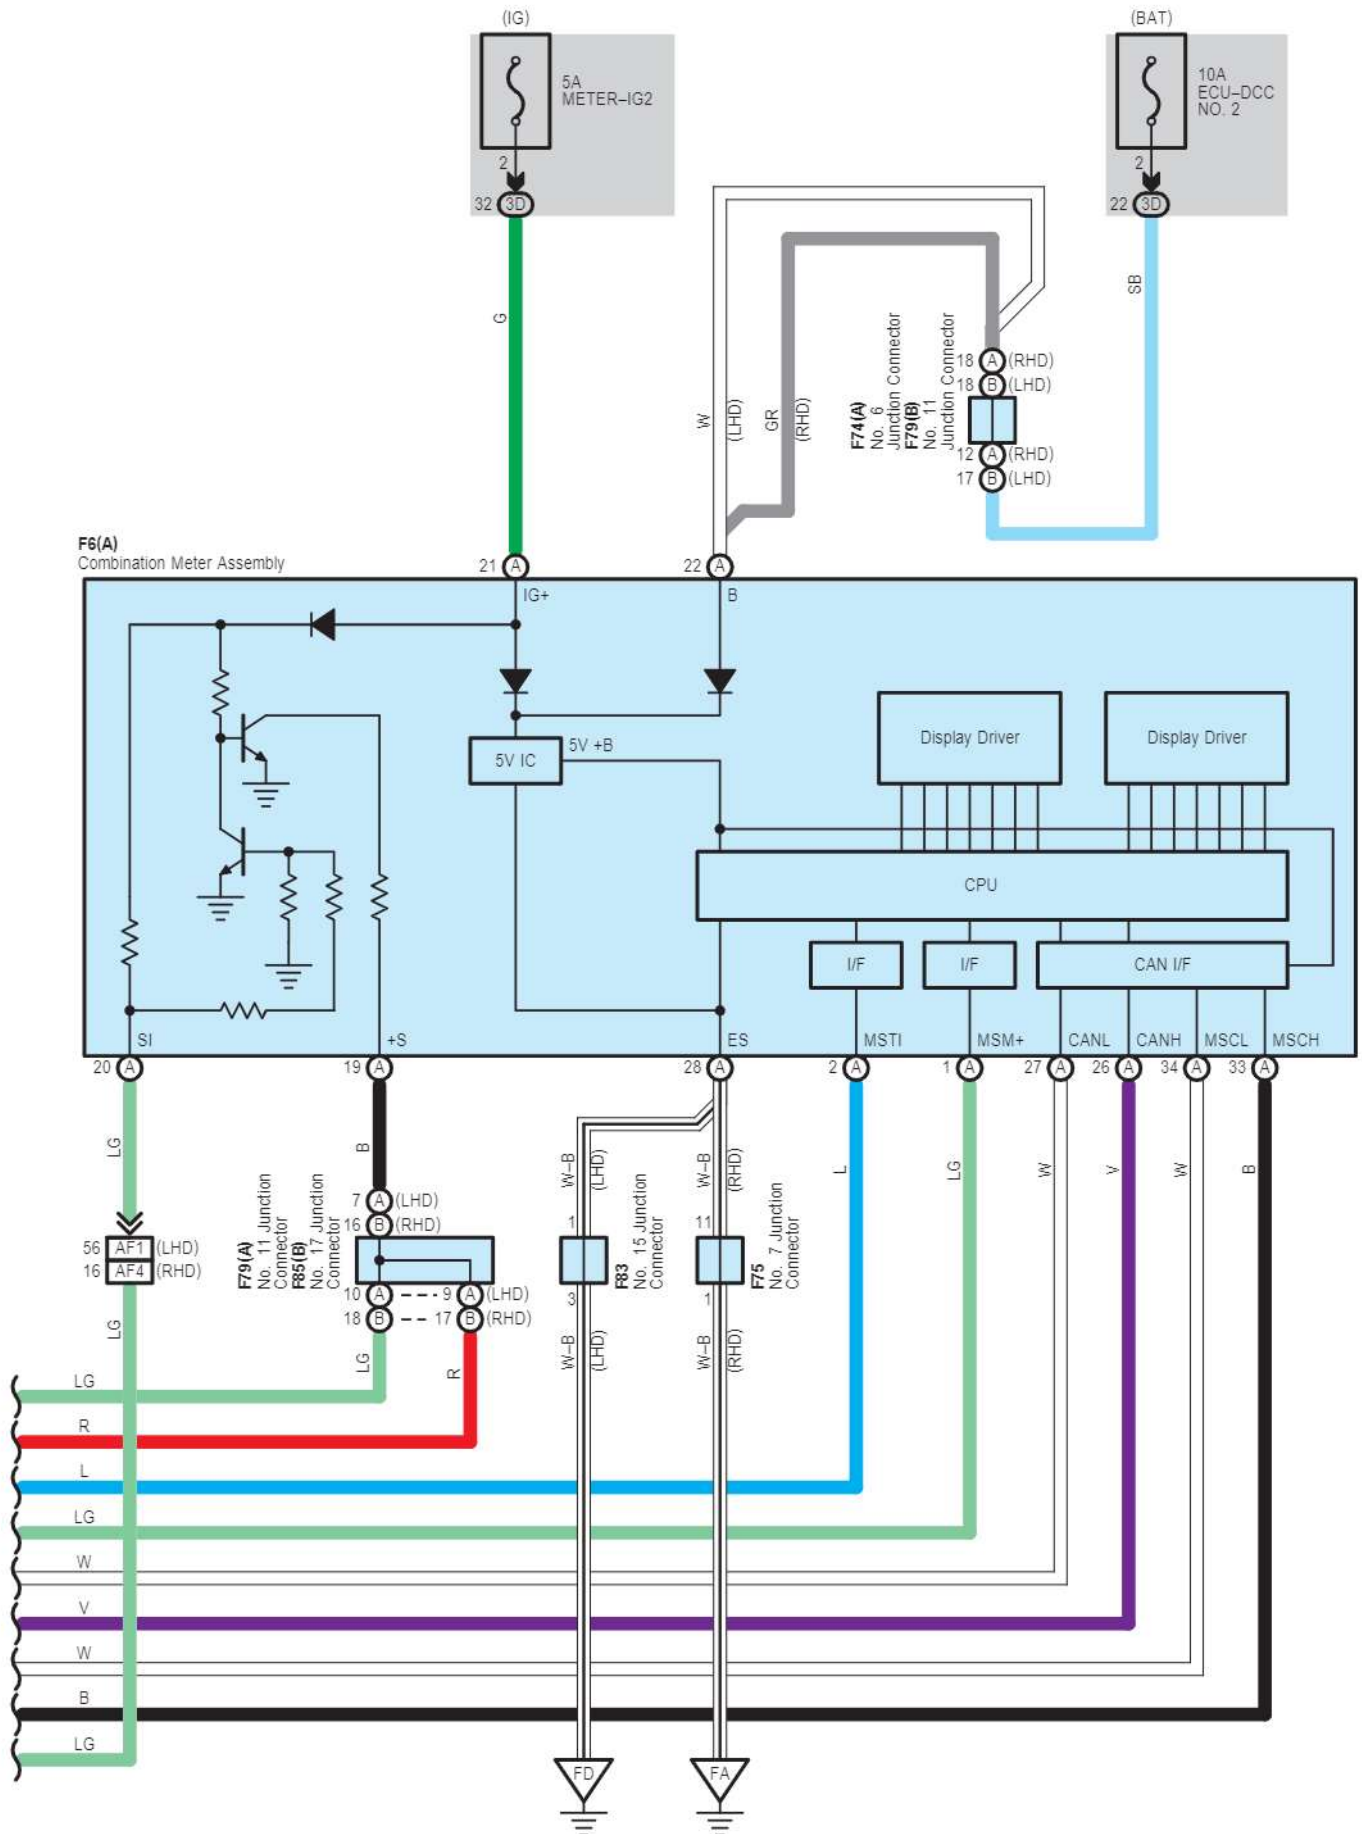 (IG)
(BAT)
5A
METER–IG2
10A
ECU–DCC
NO. 2
2
2
32 3D
22 3D
G
SB
W
(LHD)
GR
(RHD)
F74(A)
No. 6
Junction Connector
F79(B)
No. 11
Junction Connector
18 A (RHD)
18 B (LHD)
12 A (RHD)
17 B (LHD)
F6(A)
Combination Meter Assembly
21 A
22 A
IG+
B
5V IC
5V +B
Display Driver
Display Driver
CPU
I/F
I/F
CAN I/F
SI
+S
ES
MSTI
MSM+
CANL
CANH
MSCL
MSCH
20 A
19 A
28 A
2 A
1 A
27 A
26 A
34 A
33 A
LG
B
W–B
(LHD)
W–B
(RHD)
L
LG
W
V
W
B
7 A (LHD)
16 B (RHD)
56 AF1 (LHD)
16 AF4 (RHD)
F79(A)
No. 11 Junction
Connector
F85(B)
No. 17 Junction
Connector
10 A 9 A (LHD)
18 B 17 B (RHD)
1
3
F83
No. 15 Junction
Connector
11
1
F75
No. 7 Junction
Connector
LG
LG
R
W–B
(LHD)
W–B
(RHD)
LG
R
L
LG
W
V
W
B
LG
FD
FA